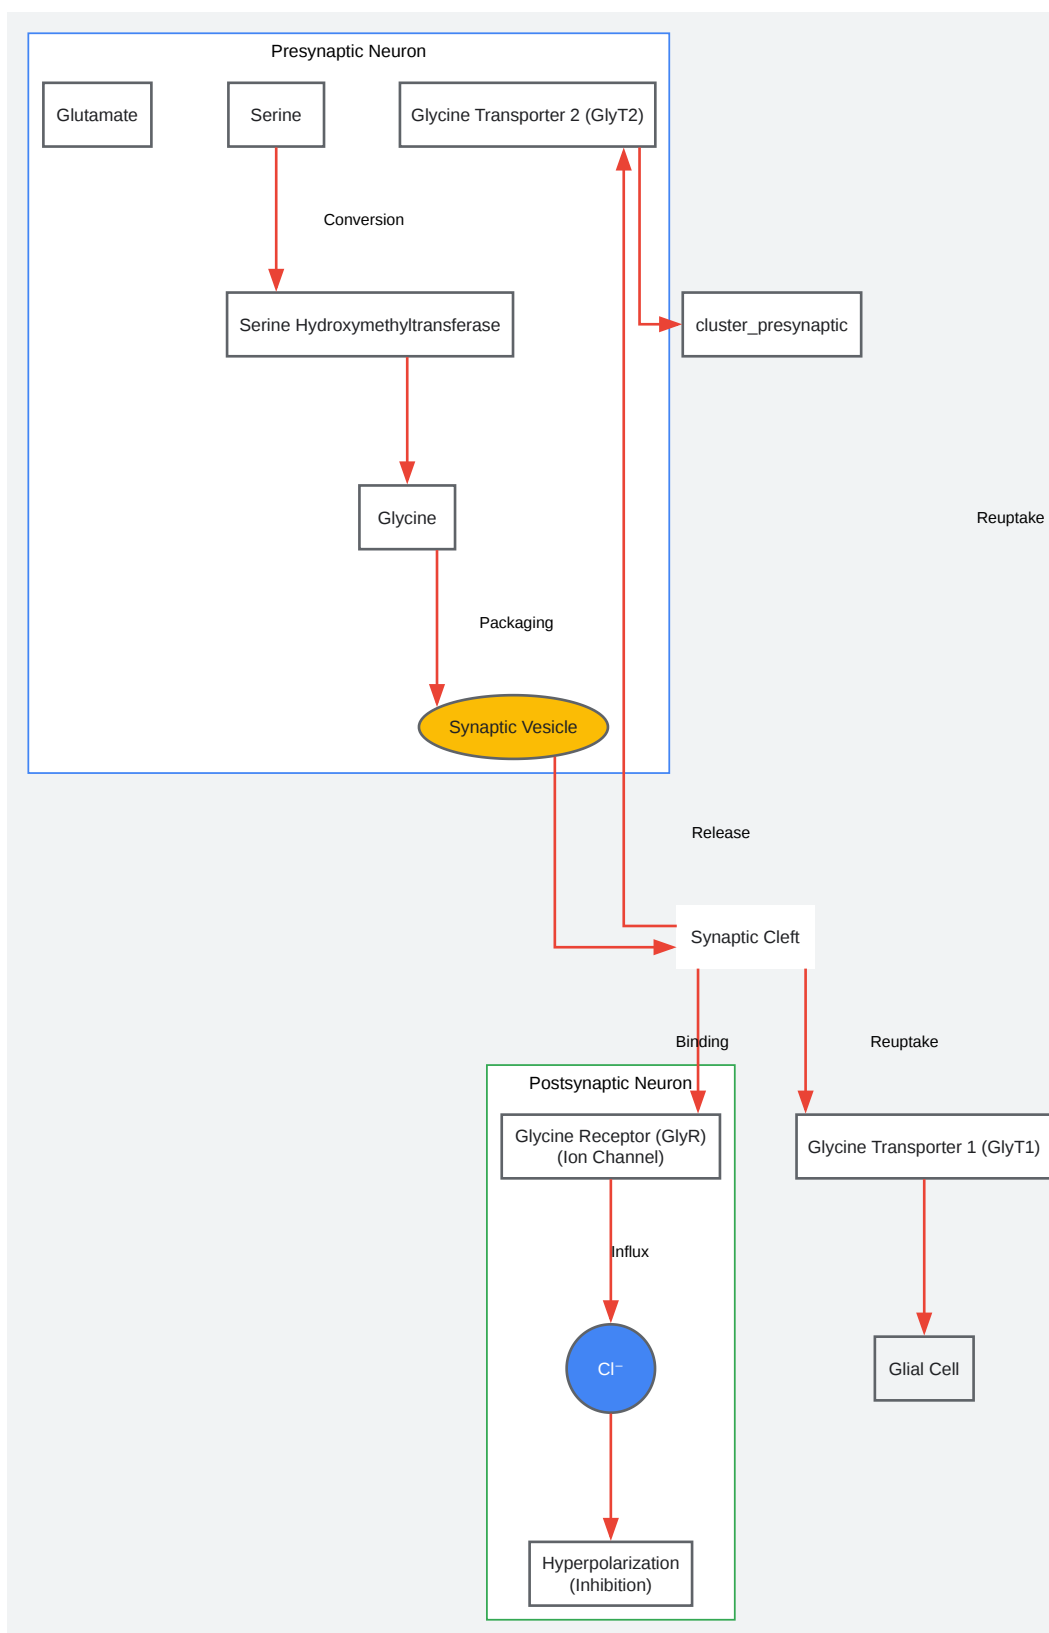 Presynaptic Neuron
Glutamate
Serine
Glycine Transporter 2 (GlyT2)
Conversion
Serine Hydroxymethyltransferase
cluster_presynaptic
Glycine
Reuptake
Packaging
Synaptic Vesicle
Release
Synaptic Cleft
Binding
Reuptake
Postsynaptic Neuron
Glycine Receptor (GlyR)
(Ion Channel)
Glycine Transporter 1 (GlyT1)
Influx
Cl⁻
Glial Cell
Hyperpolarization
(Inhibition)